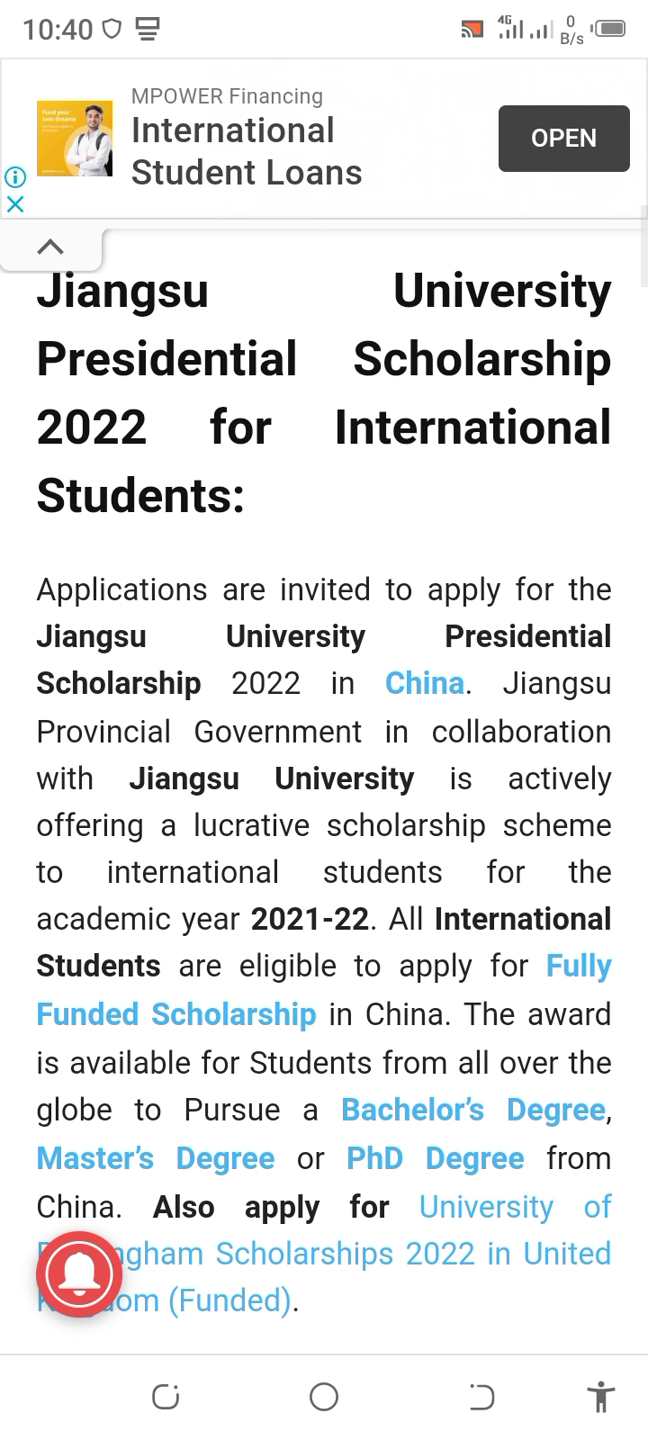 10:40
4G
0
B/s
MPOWER Financing
International
Student Loans
OPEN
Jiangsu University
Presidential Scholarship
2022 for International
Students:
Applications are invited to apply for the
Jiangsu University Presidential
Scholarship 2022 in China. Jiangsu
Provincial Government in collaboration
with Jiangsu University is actively
offering a lucrative scholarship scheme
to international students for the
academic year 2021-22. All International
Students are eligible to apply for Fully
Funded Scholarship in China. The award
is available for Students from all over the
globe to Pursue a Bachelor’s Degree,
Master’s Degree or PhD Degree from
China. Also apply for University of
Scholarships 2022 in United
(Funded).